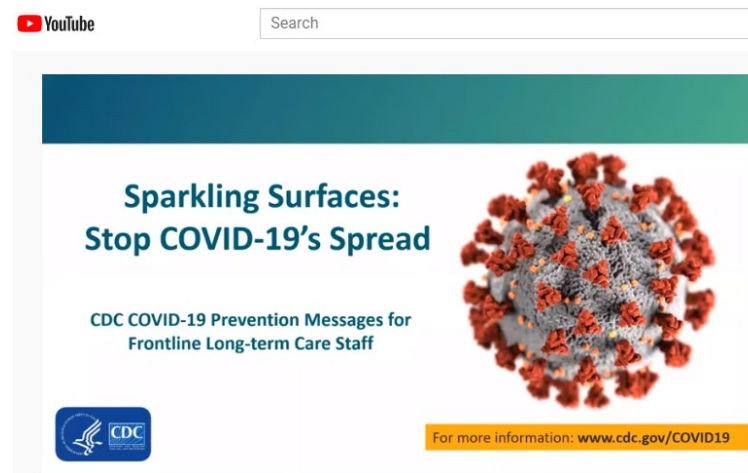 YouTube
Search
Sparkling Surfaces:
Stop COVID-19's Spread
CDC COVID-19 Prevention Messages for
Frontline Long-term Care Staff
CDC
For more information: www.cdc.gov/COVID19